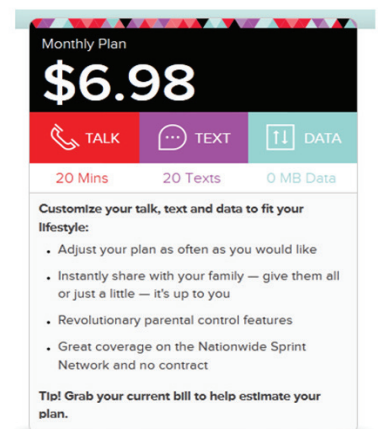 Monthly Plan
$6.98
TALK TEXT DATA
20 Mins 20 Texts 0 MB Data
Customize your talk, text and data to fit your
lifestyle:
• Adjust your plan as often as you would like
• Instantly share with your family — give them all
or just a little — it's up to you
• Revolutionary parental control features
• Great coverage on the Nationwide Sprint
Network and no contract
Tip! Grab your current bill to help estimate your
plan.